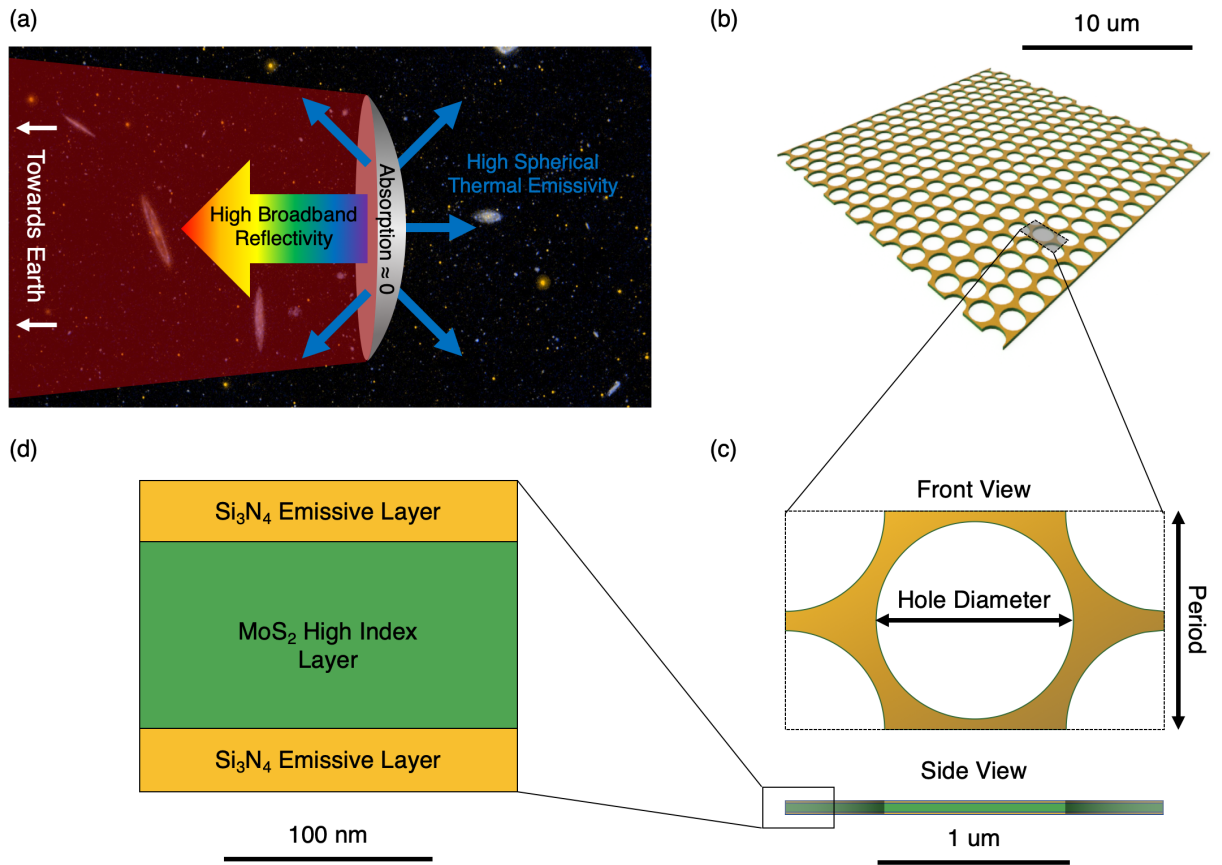 (a)
Towards Earth
High Broadband
Reflectivity
Absorption ≈ 0
High Spherical
Thermal Emissivity
(b)
10 um
(c)
Front View
Hole Diameter
Period
Side View
1 um
(d)
Si₃N₄ Emissive Layer
MoS₂ High Index
Layer
Si₃N₄ Emissive Layer
100 nm